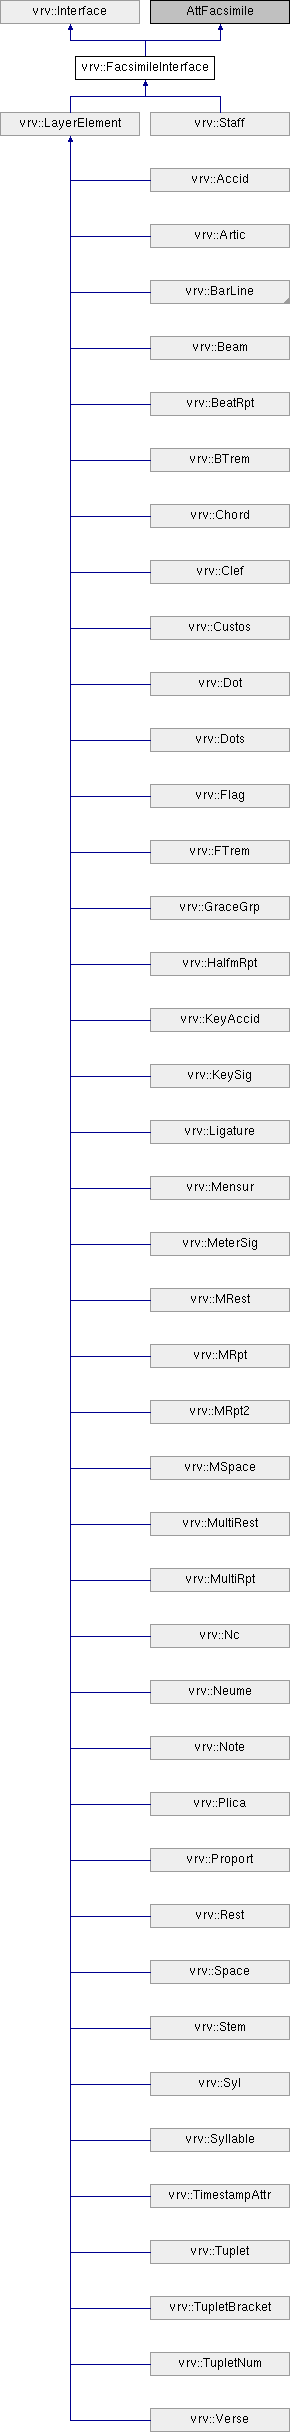 vrv::Interface
AttFacsimile
vrv::FacsimileInterface
vrv::LayerElement
vrv::Staff
vrv::Accid
vrv::Artic
vrv::BarLine
vrv::Beam
vrv::BeatRpt
vrv::BTrem
vrv::Chord
vrv::Clef
vrv::Custos
vrv::Dot
vrv::Dots
vrv::Flag
vrv::FTrem
vrv::GraceGrp
vrv::HalfmRpt
vrv::KeyAccid
vrv::KeySig
vrv::Ligature
vrv::Mensur
vrv::MeterSig
vrv::MRest
vrv::MRpt
vrv::MRpt2
vrv::MSpace
vrv::MultiRest
vrv::MultiRpt
vrv::Nc
vrv::Neume
vrv::Note
vrv::Plica
vrv::Proport
vrv::Rest
vrv::Space
vrv::Stem
vrv::Syl
vrv::Syllable
vrv::TimestampAttr
vrv::Tuplet
vrv::TupletBracket
vrv::TupletNum
vrv::Verse